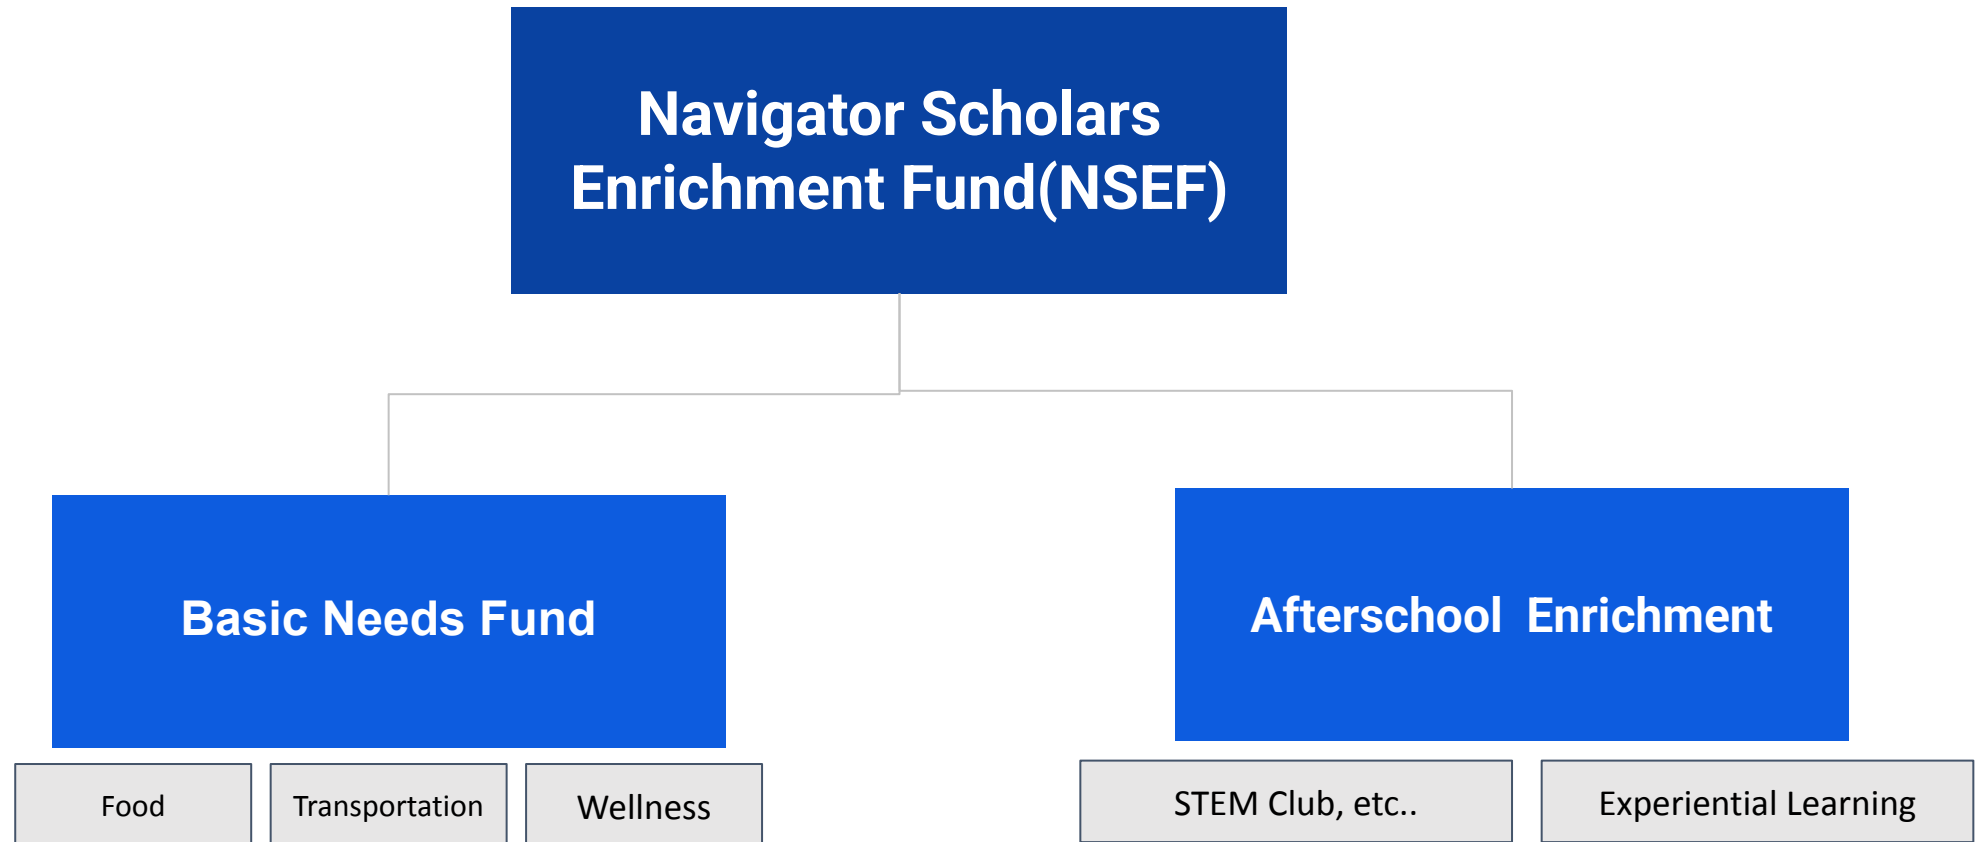 Navigator Scholars
Enrichment Fund(NSEF)
Basic Needs Fund
Afterschool  Enrichment
Food
Transportation
Wellness
STEM Club, etc..
Experiential Learning